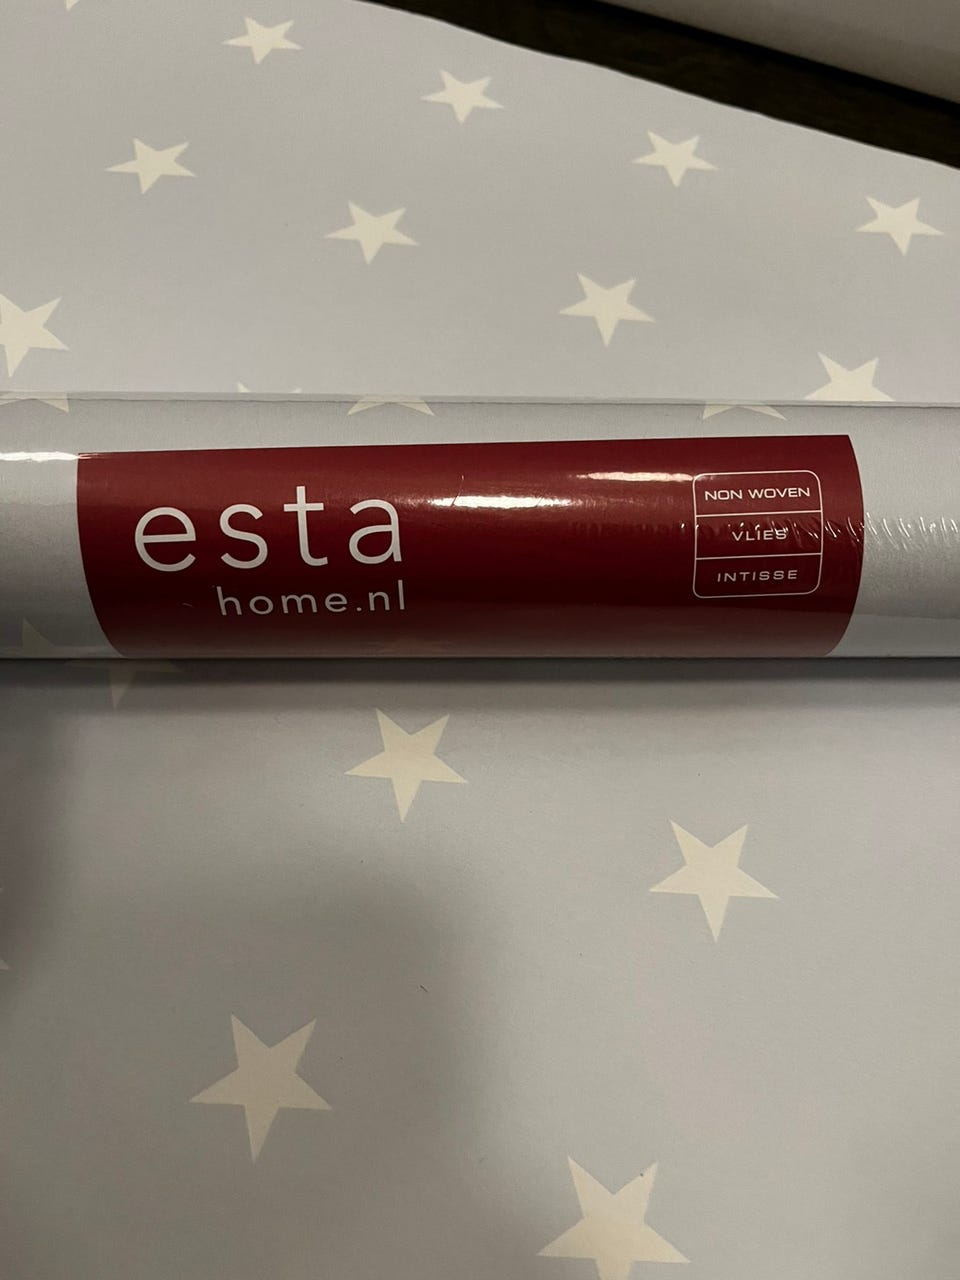 esta
home.nl
NON WOVEN
VLIES
INTISSE